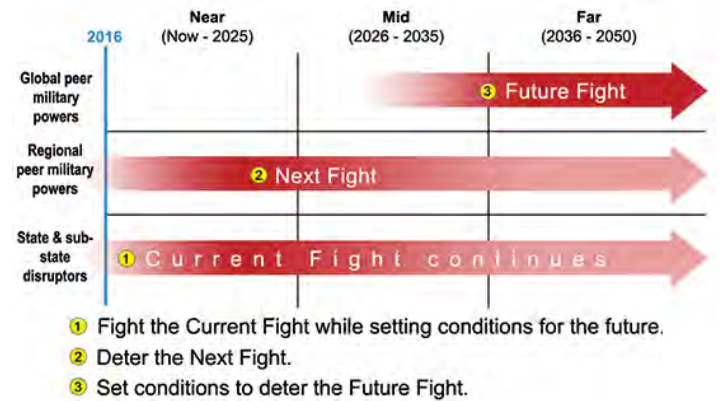 Near
(Now - 2025)
Mid
(2026 - 2035)
Far
(2036 - 2050)
2016
Global peer
military
powers
3 Future Fight
Regional
peer military
powers
2 Next Fight
State & sub-
state
disruptors
1 Current Fight continues
1 Fight the Current Fight while setting conditions for the future.
2 Deter the Next Fight.
3 Set conditions to deter the Future Fight.